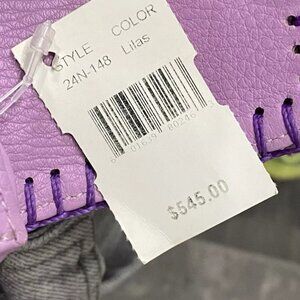 STYLE COLOR
24N-148 Lilas
$545.00